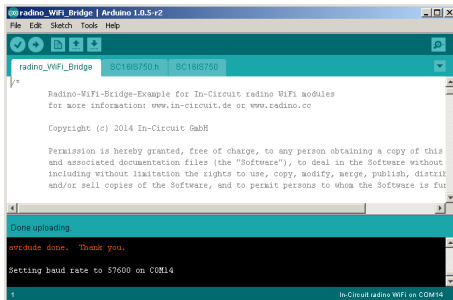 radino_WiFi_Bridge | Arduino 1.0.5-r2
File Edit Sketch Tools Help
radino_WiFi_Bridge SC16IS750.h SC16IS750
/*
Radino-WiFi-Bridge-Example for In-Circuit radino WiFi modules
for more information: www.in-circuit.de or www.radino.cc
Copyright (c) 2014 In-Circuit GmbH
Permission is hereby granted, free of charge, to any person obtaining a copy of this
and associated documentation files (the "Software"), to deal in the Software without
including without limitation the rights to use, copy, modify, merge, publish, distrib
and/or sell copies of the Software, and to permit persons to whom the Software is fur
Done uploading.
avrdude done. Thank you.
Setting baud rate to 57600 on COM14
1 In-Circuit radino WiFi on COM14